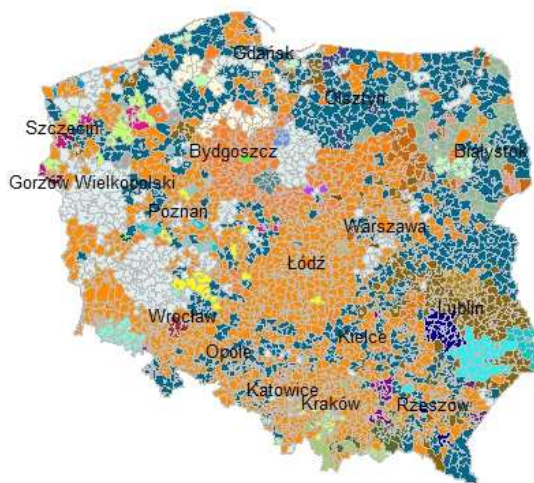 Gdańsk
Olsztyn
Szczecin
Bydgoszcz
Białystok
Gorzów Wielkopolski
Poznań
Warszawa
Łódź
Lublin
Wrocław
Kielce
Opole
Katowice
Kraków
Rzeszów